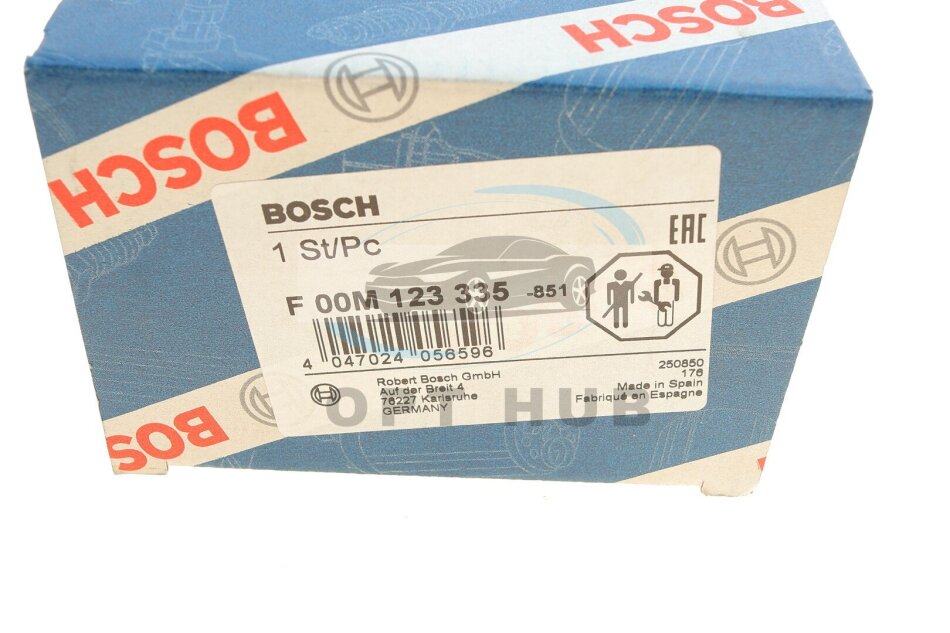 BOSCH
BOSCH
BOSCH
1 St/Pc
EAC
F 00M 123 335 -851
4 047024 056596
Robert Bosch GmbH
Auf der Breit 4
76227 Karlsruhe
GERMANY
250850
176
Made in Spain
Fabriqué en Espagne
OPT HUB
BOSCH